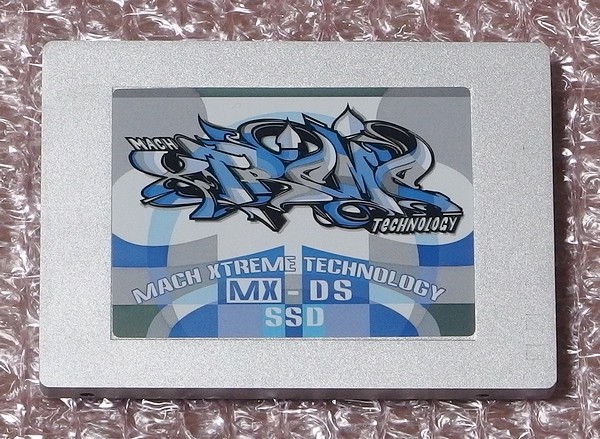 MACH
XTREME
TECHNOLOGY
MACH XTREME TECHNOLOGY
MX-DS
SSD